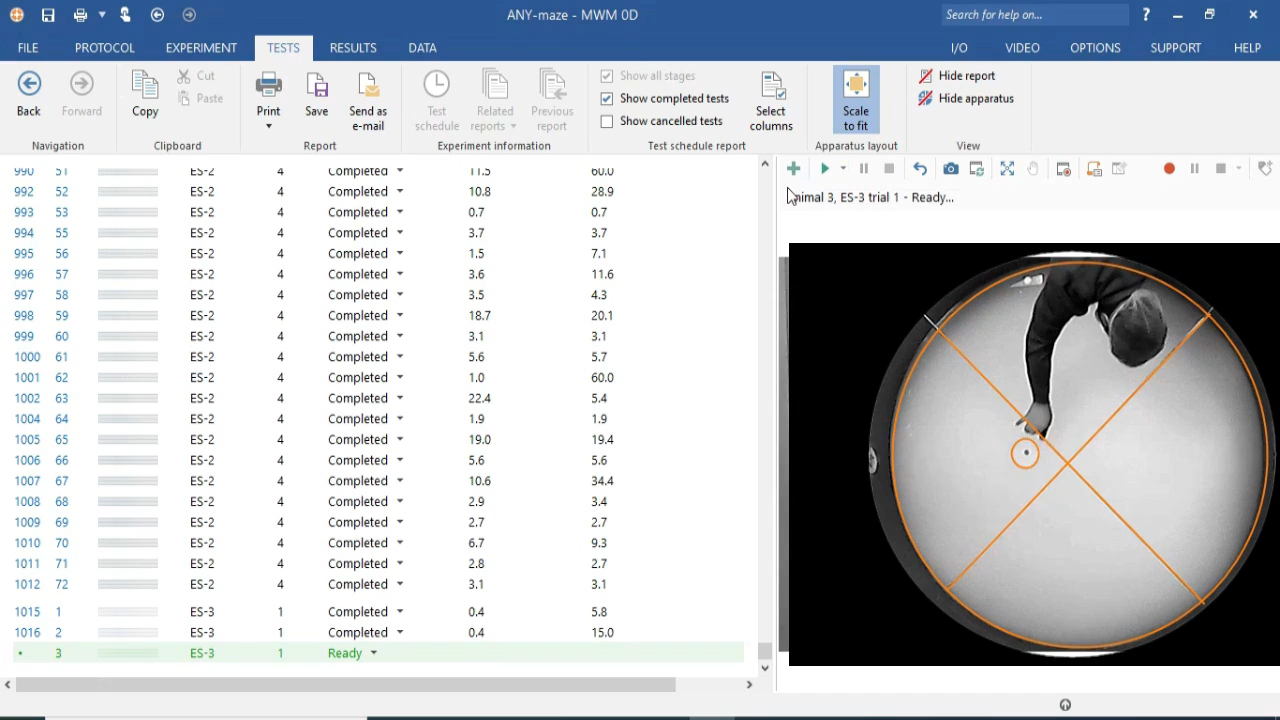 ANY-maze - MWM 0D
Search for help on...
?
FILE PROTOCOL EXPERIMENT TESTS RESULTS DATA I/O VIDEO OPTIONS SUPPORT HELP
Back Forward Copy Cut Paste Print Save Send as e-mail Test schedule Related reports Previous report
Show all stages
Show completed tests
Show cancelled tests
Select columns
Scale to fit
Hide report
Hide apparatus
Navigation Clipboard Report Experiment information Test schedule report Apparatus layout View
990 51 ES-2 4 Completed 11.5 60.0
992 52 ES-2 4 Completed 10.8 28.9
993 53 ES-2 4 Completed 0.7 0.7
994 55 ES-2 4 Completed 3.7 3.7
995 56 ES-2 4 Completed 1.5 7.1
996 57 ES-2 4 Completed 3.6 11.6
997 58 ES-2 4 Completed 3.5 4.3
998 59 ES-2 4 Completed 18.7 20.1
999 60 ES-2 4 Completed 3.1 3.1
1000 61 ES-2 4 Completed 5.6 5.7
1001 62 ES-2 4 Completed 1.0 60.0
1002 63 ES-2 4 Completed 22.4 5.4
1004 64 ES-2 4 Completed 1.9 1.9
1005 65 ES-2 4 Completed 19.0 19.4
1006 66 ES-2 4 Completed 5.6 5.6
1007 67 ES-2 4 Completed 10.6 34.4
1008 68 ES-2 4 Completed 2.9 3.4
1009 69 ES-2 4 Completed 2.7 2.7
1010 70 ES-2 4 Completed 6.7 9.3
1011 71 ES-2 4 Completed 2.8 2.7
1012 72 ES-2 4 Completed 3.1 3.1
1015 1 ES-3 1 Completed 0.4 5.8
1016 2 ES-3 1 Completed 0.4 15.0
• 3 ES-3 1 Ready
nimal 3, ES-3 trial 1 - Ready...